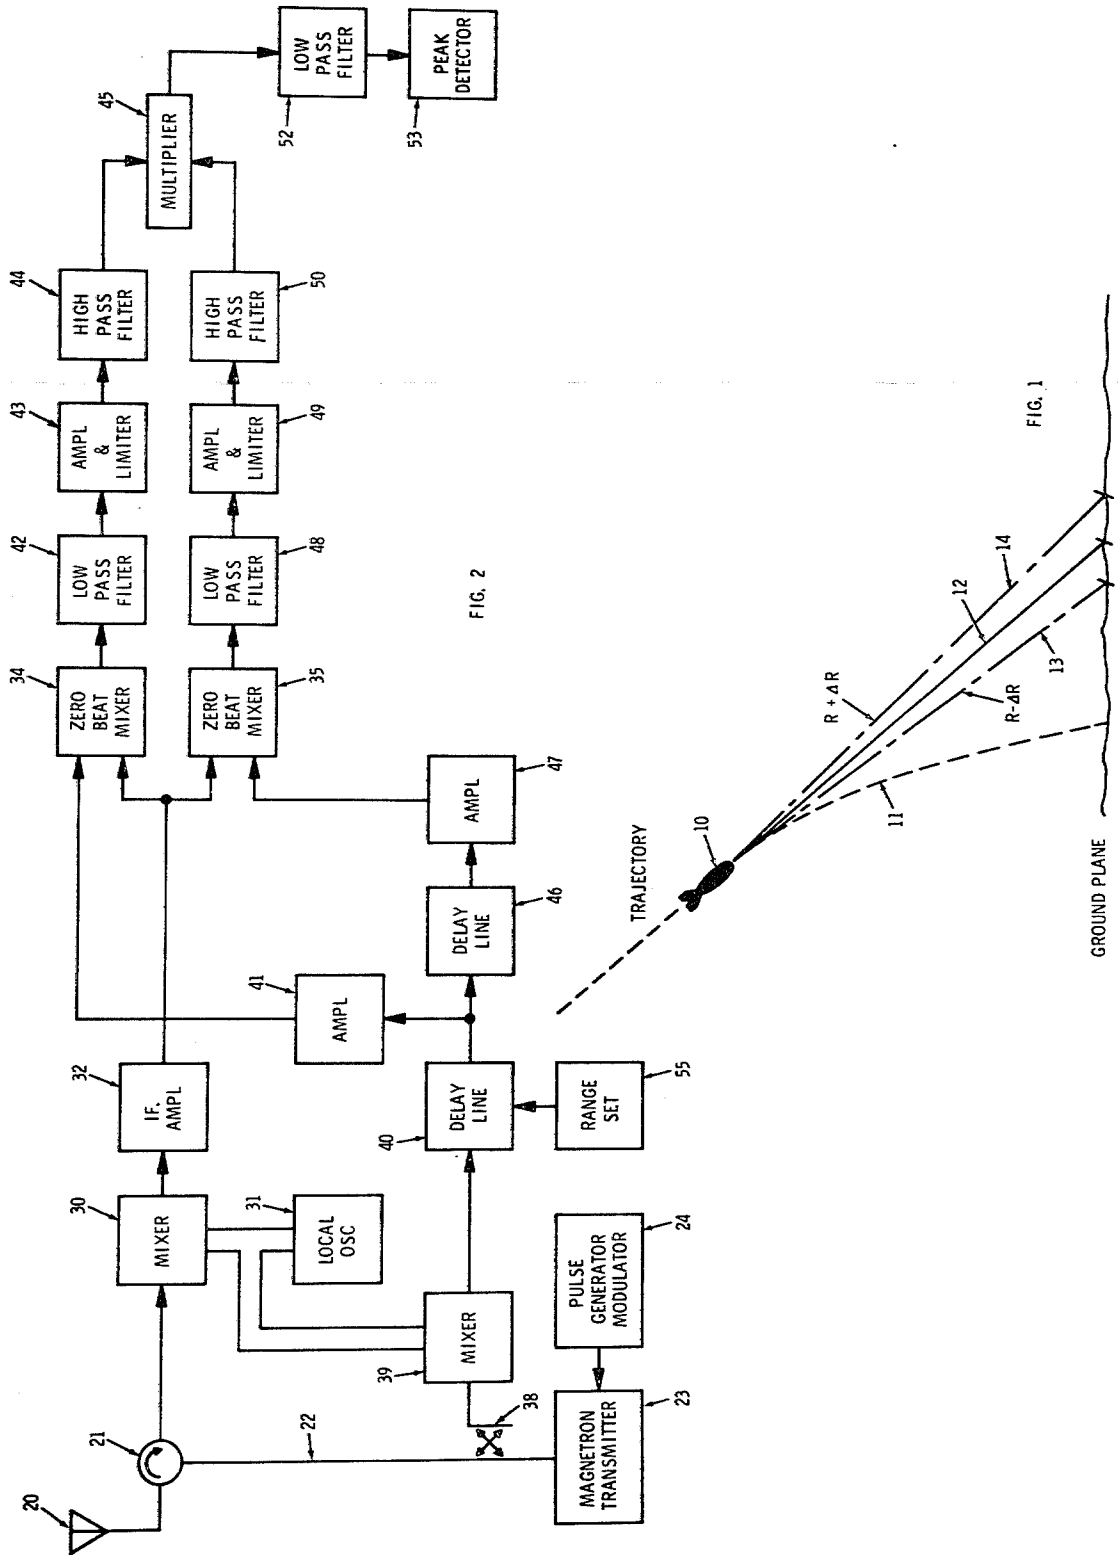 20
21
22
MAGNETRON
TRANSMITTER
23
PULSE
GENERATOR
MODULATOR
24
38
MIXER
39
MIXER
30
LOCAL
OSC
31
I.F.
AMPL
32
DELAY
LINE
40
RANGE
SET
55
AMPL
41
DELAY
LINE
46
AMPL
47
ZERO
BEAT
MIXER
34
ZERO
BEAT
MIXER
35
LOW
PASS
FILTER
42
LOW
PASS
FILTER
48
AMPL
&
LIMITER
43
AMPL
&
LIMITER
49
HIGH
PASS
FILTER
44
HIGH
PASS
FILTER
50
MULTIPLIER
45
LOW
PASS
FILTER
52
PEAK
DETECTOR
53
FIG. 2
TRAJECTORY
10
R + ΔR
R-ΔR
11
12
13
14
GROUND PLANE
FIG. 1